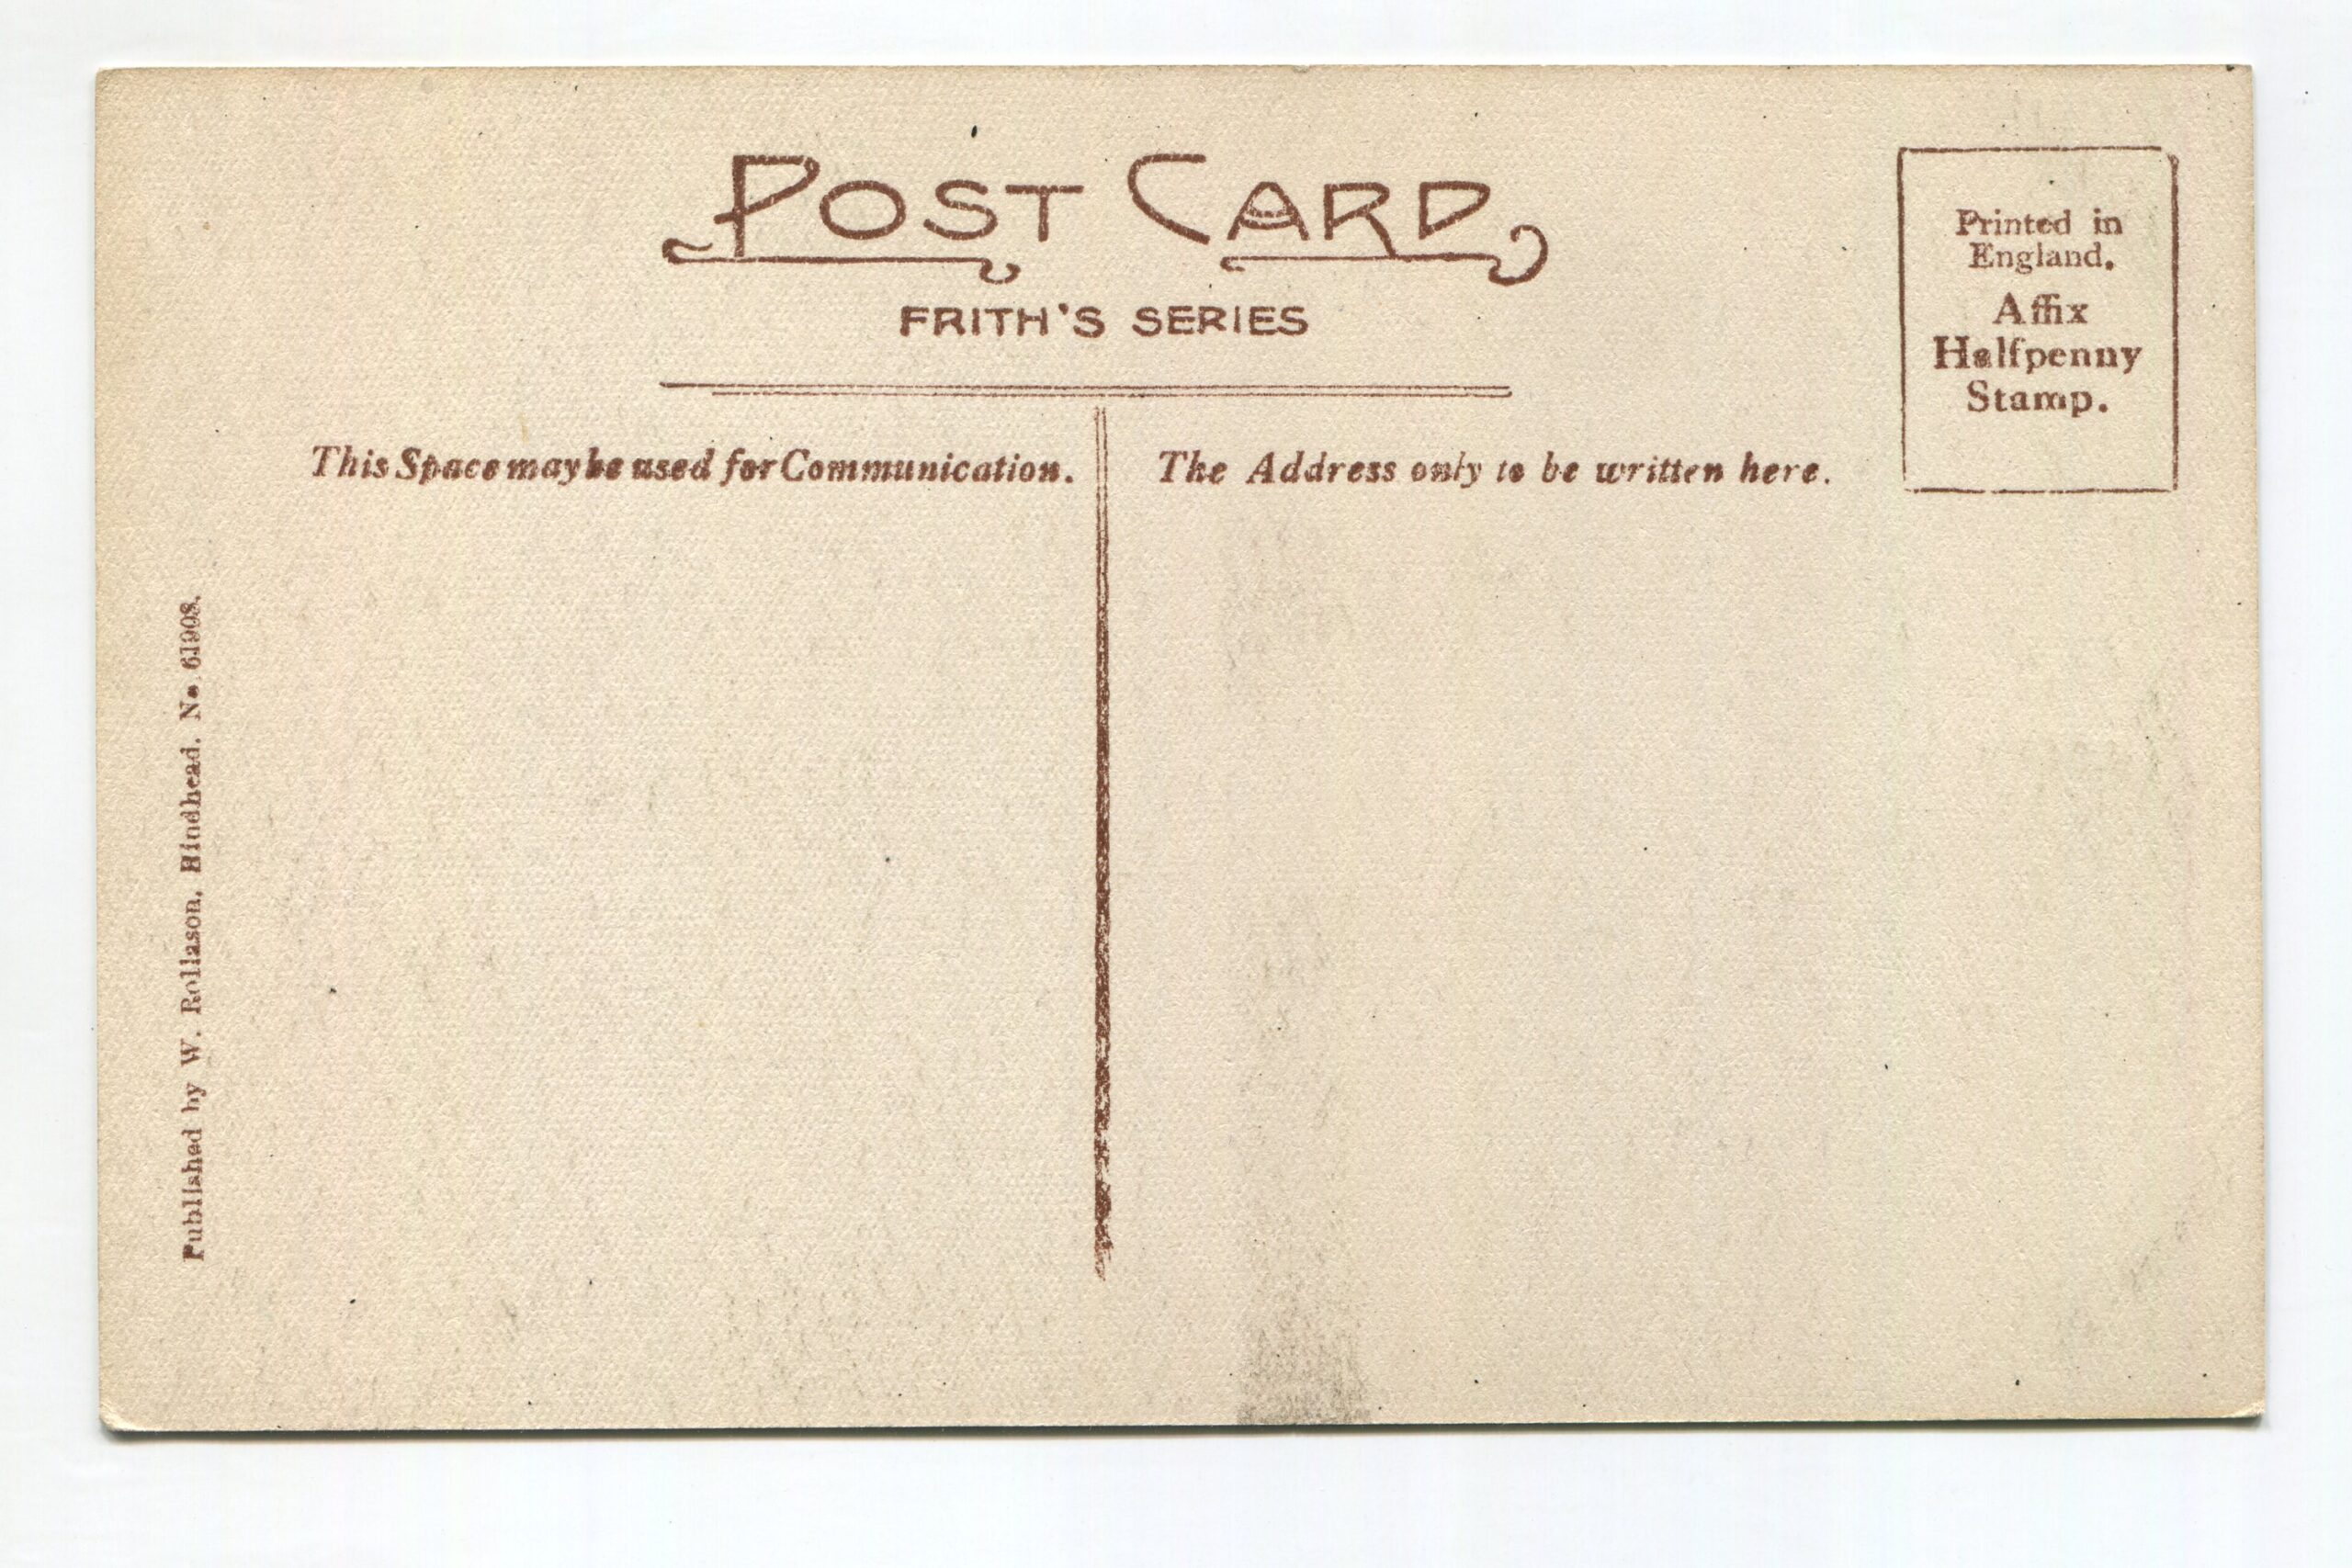 POST CARD
FRITH'S SERIES
Printed in
England.
Affix
Halfpenny
Stamp.
This Space may be used for Communication.
The Address only to be written here.
Published by W. Rollason, Hindhead. No 61908.